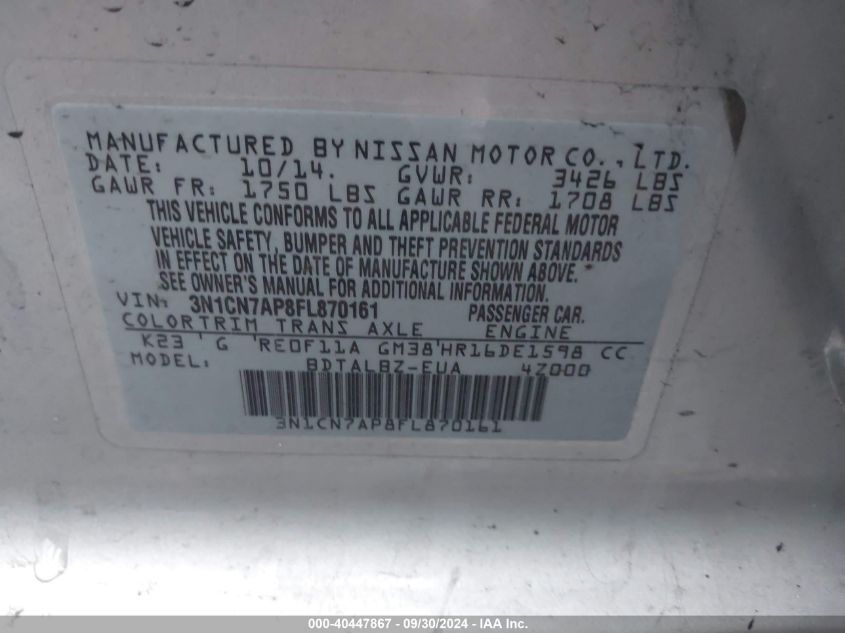 MANUFACTURED BY NISSAN MOTOR CO., LTD.
DATE: 10/14. GVWR: 3426 LBS
GAWR FR: 1750 LBS GAWR RR: 1708 LBS
THIS VEHICLE CONFORMS TO ALL APPLICABLE FEDERAL MOTOR
VEHICLE SAFETY, BUMPER AND THEFT PREVENTION STANDARDS
IN EFFECT ON THE DATE OF MANUFACTURE SHOWN ABOVE.
SEE OWNER'S MANUAL FOR ADDITIONAL INFORMATION.
VIN: 3N1CN7AP8FL870161 PASSENGER CAR.
COLORTRIM TRANS AXLE ENGINE
K23 G RE0F11A GM38 HR16DE1598 CC
MODEL: BDTALBZ-EUA 4Z000
3N1CN7AP8FL870161
000-40447867 - 09/30/2024 - IAA Inc.